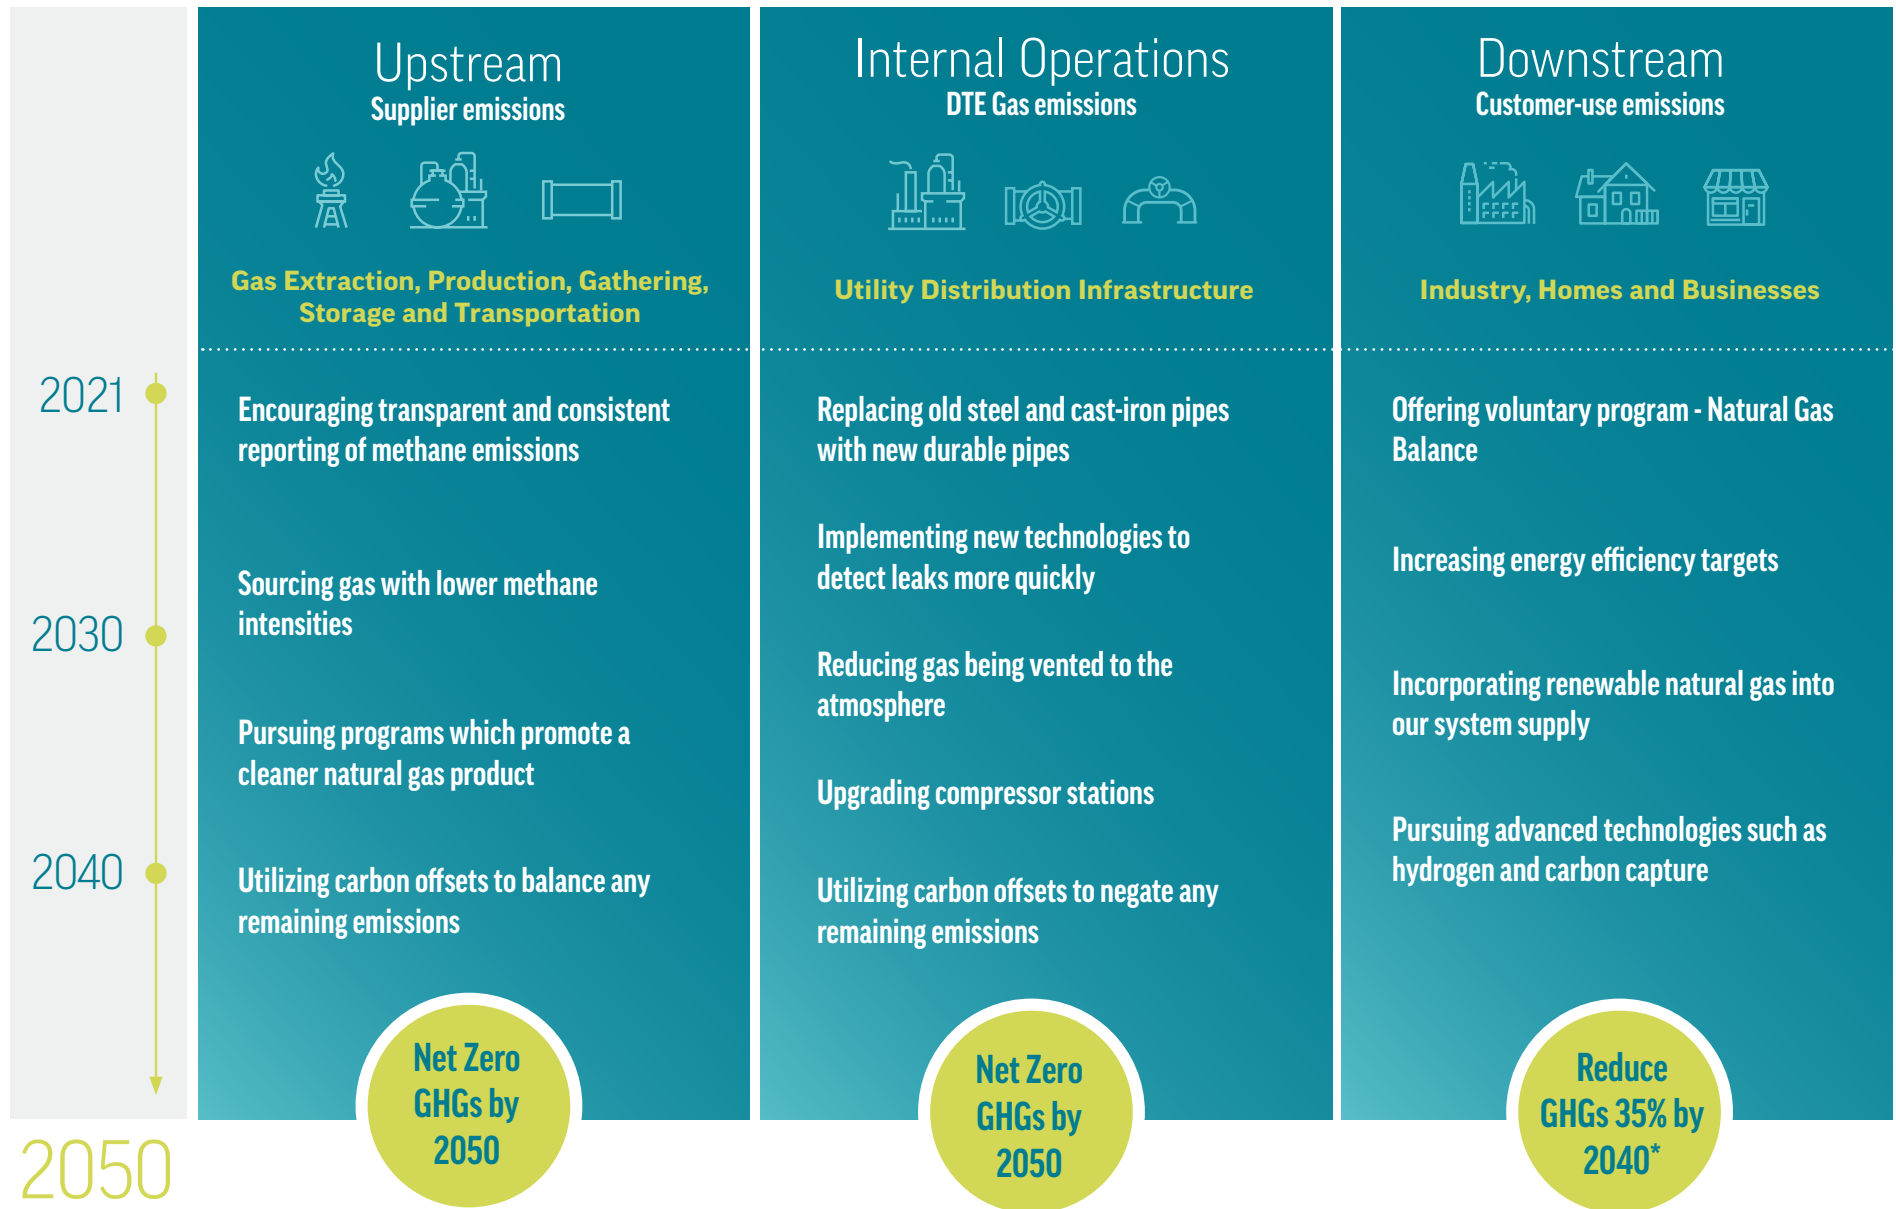 Upstream
Supplier emissions
Gas Extraction, Production, Gathering,
Storage and Transportation
Internal Operations
DTE Gas emissions
Utility Distribution Infrastructure
Downstream
Customer-use emissions
Industry, Homes and Businesses
2021
2030
2040
2050
Encouraging transparent and consistent
reporting of methane emissions
Sourcing gas with lower methane
intensities
Pursuing programs which promote a
cleaner natural gas product
Utilizing carbon offsets to balance any
remaining emissions
Net Zero
GHGs by
2050
Replacing old steel and cast-iron pipes
with new durable pipes
Implementing new technologies to
detect leaks more quickly
Reducing gas being vented to the
atmosphere
Upgrading compressor stations
Utilizing carbon offsets to negate any
remaining emissions
Net Zero
GHGs by
2050
Offering voluntary program - Natural Gas
Balance
Increasing energy efficiency targets
Incorporating renewable natural gas into
our system supply
Pursuing advanced technologies such as
hydrogen and carbon capture
Reduce
GHGs 35% by
2040*